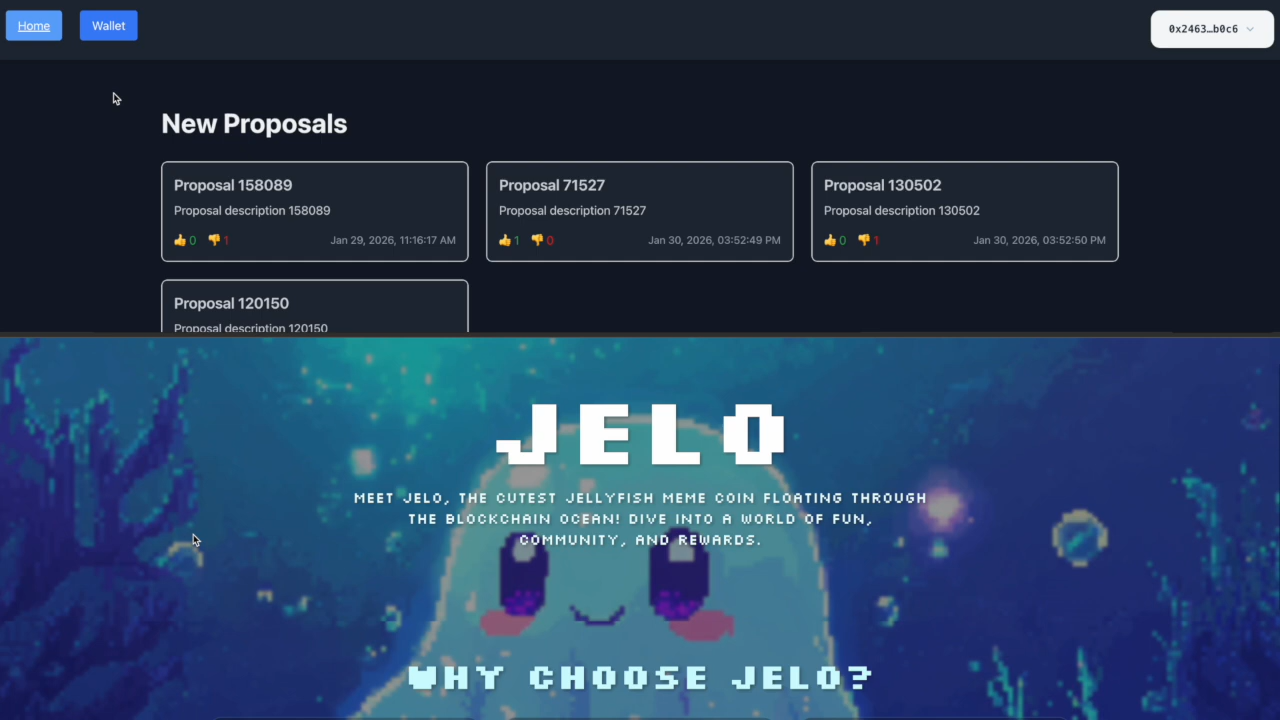 Home Wallet 0x2463…b0c6
New Proposals
Proposal 158089
Proposal description 158089
👍 0 👎 1 Jan 29, 2026, 11:16:17 AM
Proposal 71527
Proposal description 71527
👍 1 👎 0 Jan 30, 2026, 03:52:49 PM
Proposal 130502
Proposal description 130502
👍 0 👎 1 Jan 30, 2026, 03:52:50 PM
Proposal 120150
Proposal description 120150
JELO
MEET JELO, THE CUTEST JELLYFISH MEME COIN FLOATING THROUGH
THE BLOCKCHAIN OCEAN! DIVE INTO A WORLD OF FUN,
COMMUNITY, AND REWARDS.
WHY CHOOSE JELO?